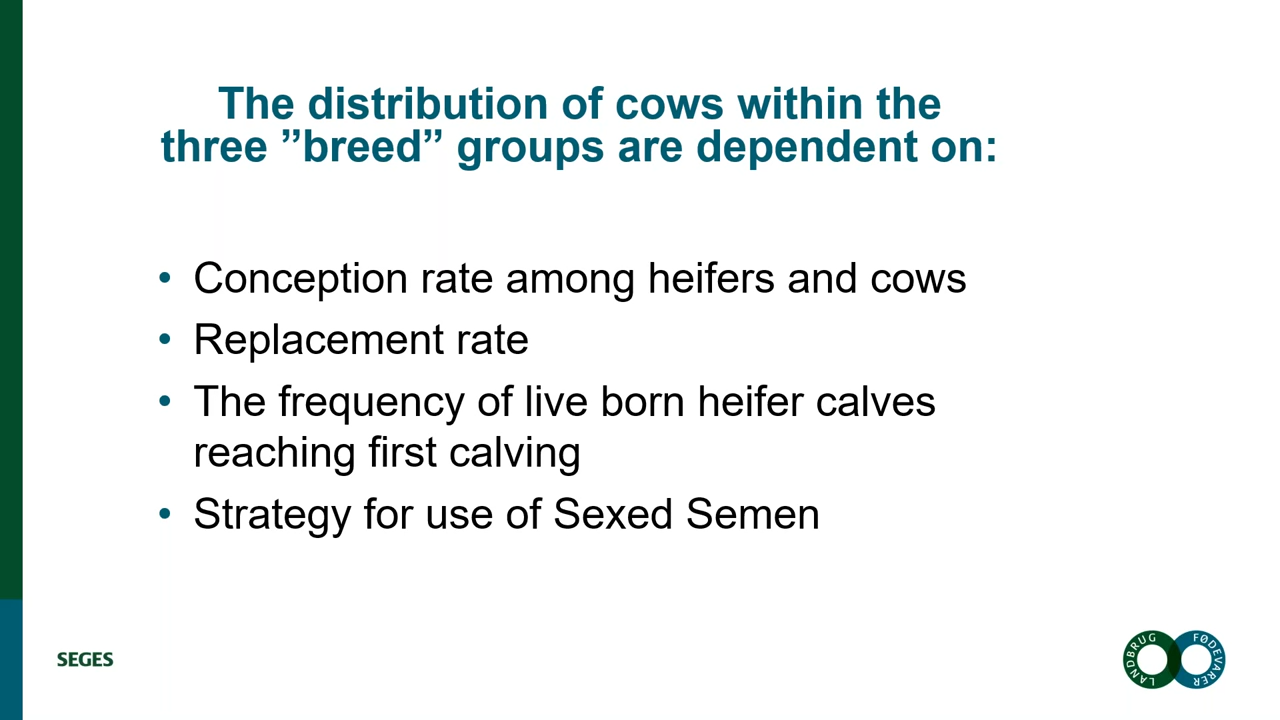 The distribution of cows within the
three ”breed” groups are dependent on:
• Conception rate among heifers and cows
• Replacement rate
• The frequency of live born heifer calves
reaching first calving
• Strategy for use of Sexed Semen
SEGES
LANDBRUG FØDEVARER